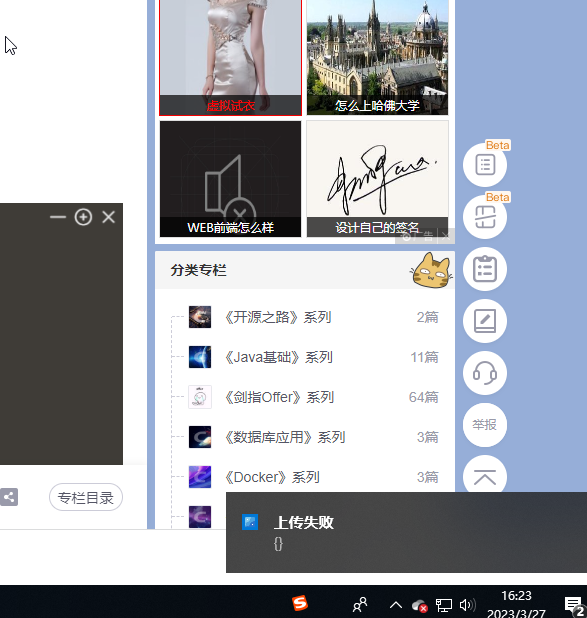 虚拟试衣
怎么上哈佛大学
WEB前端怎么样
设计自己的签名
广告
分类专栏
《开源之路》系列 2篇
《Java基础》系列 11篇
《剑指Offer》系列 64篇
《数据库应用》系列 3篇
《Docker》系列 3篇
Beta
Beta
举报
专栏目录
上传失败
{}
16:23
2023/3/27
2